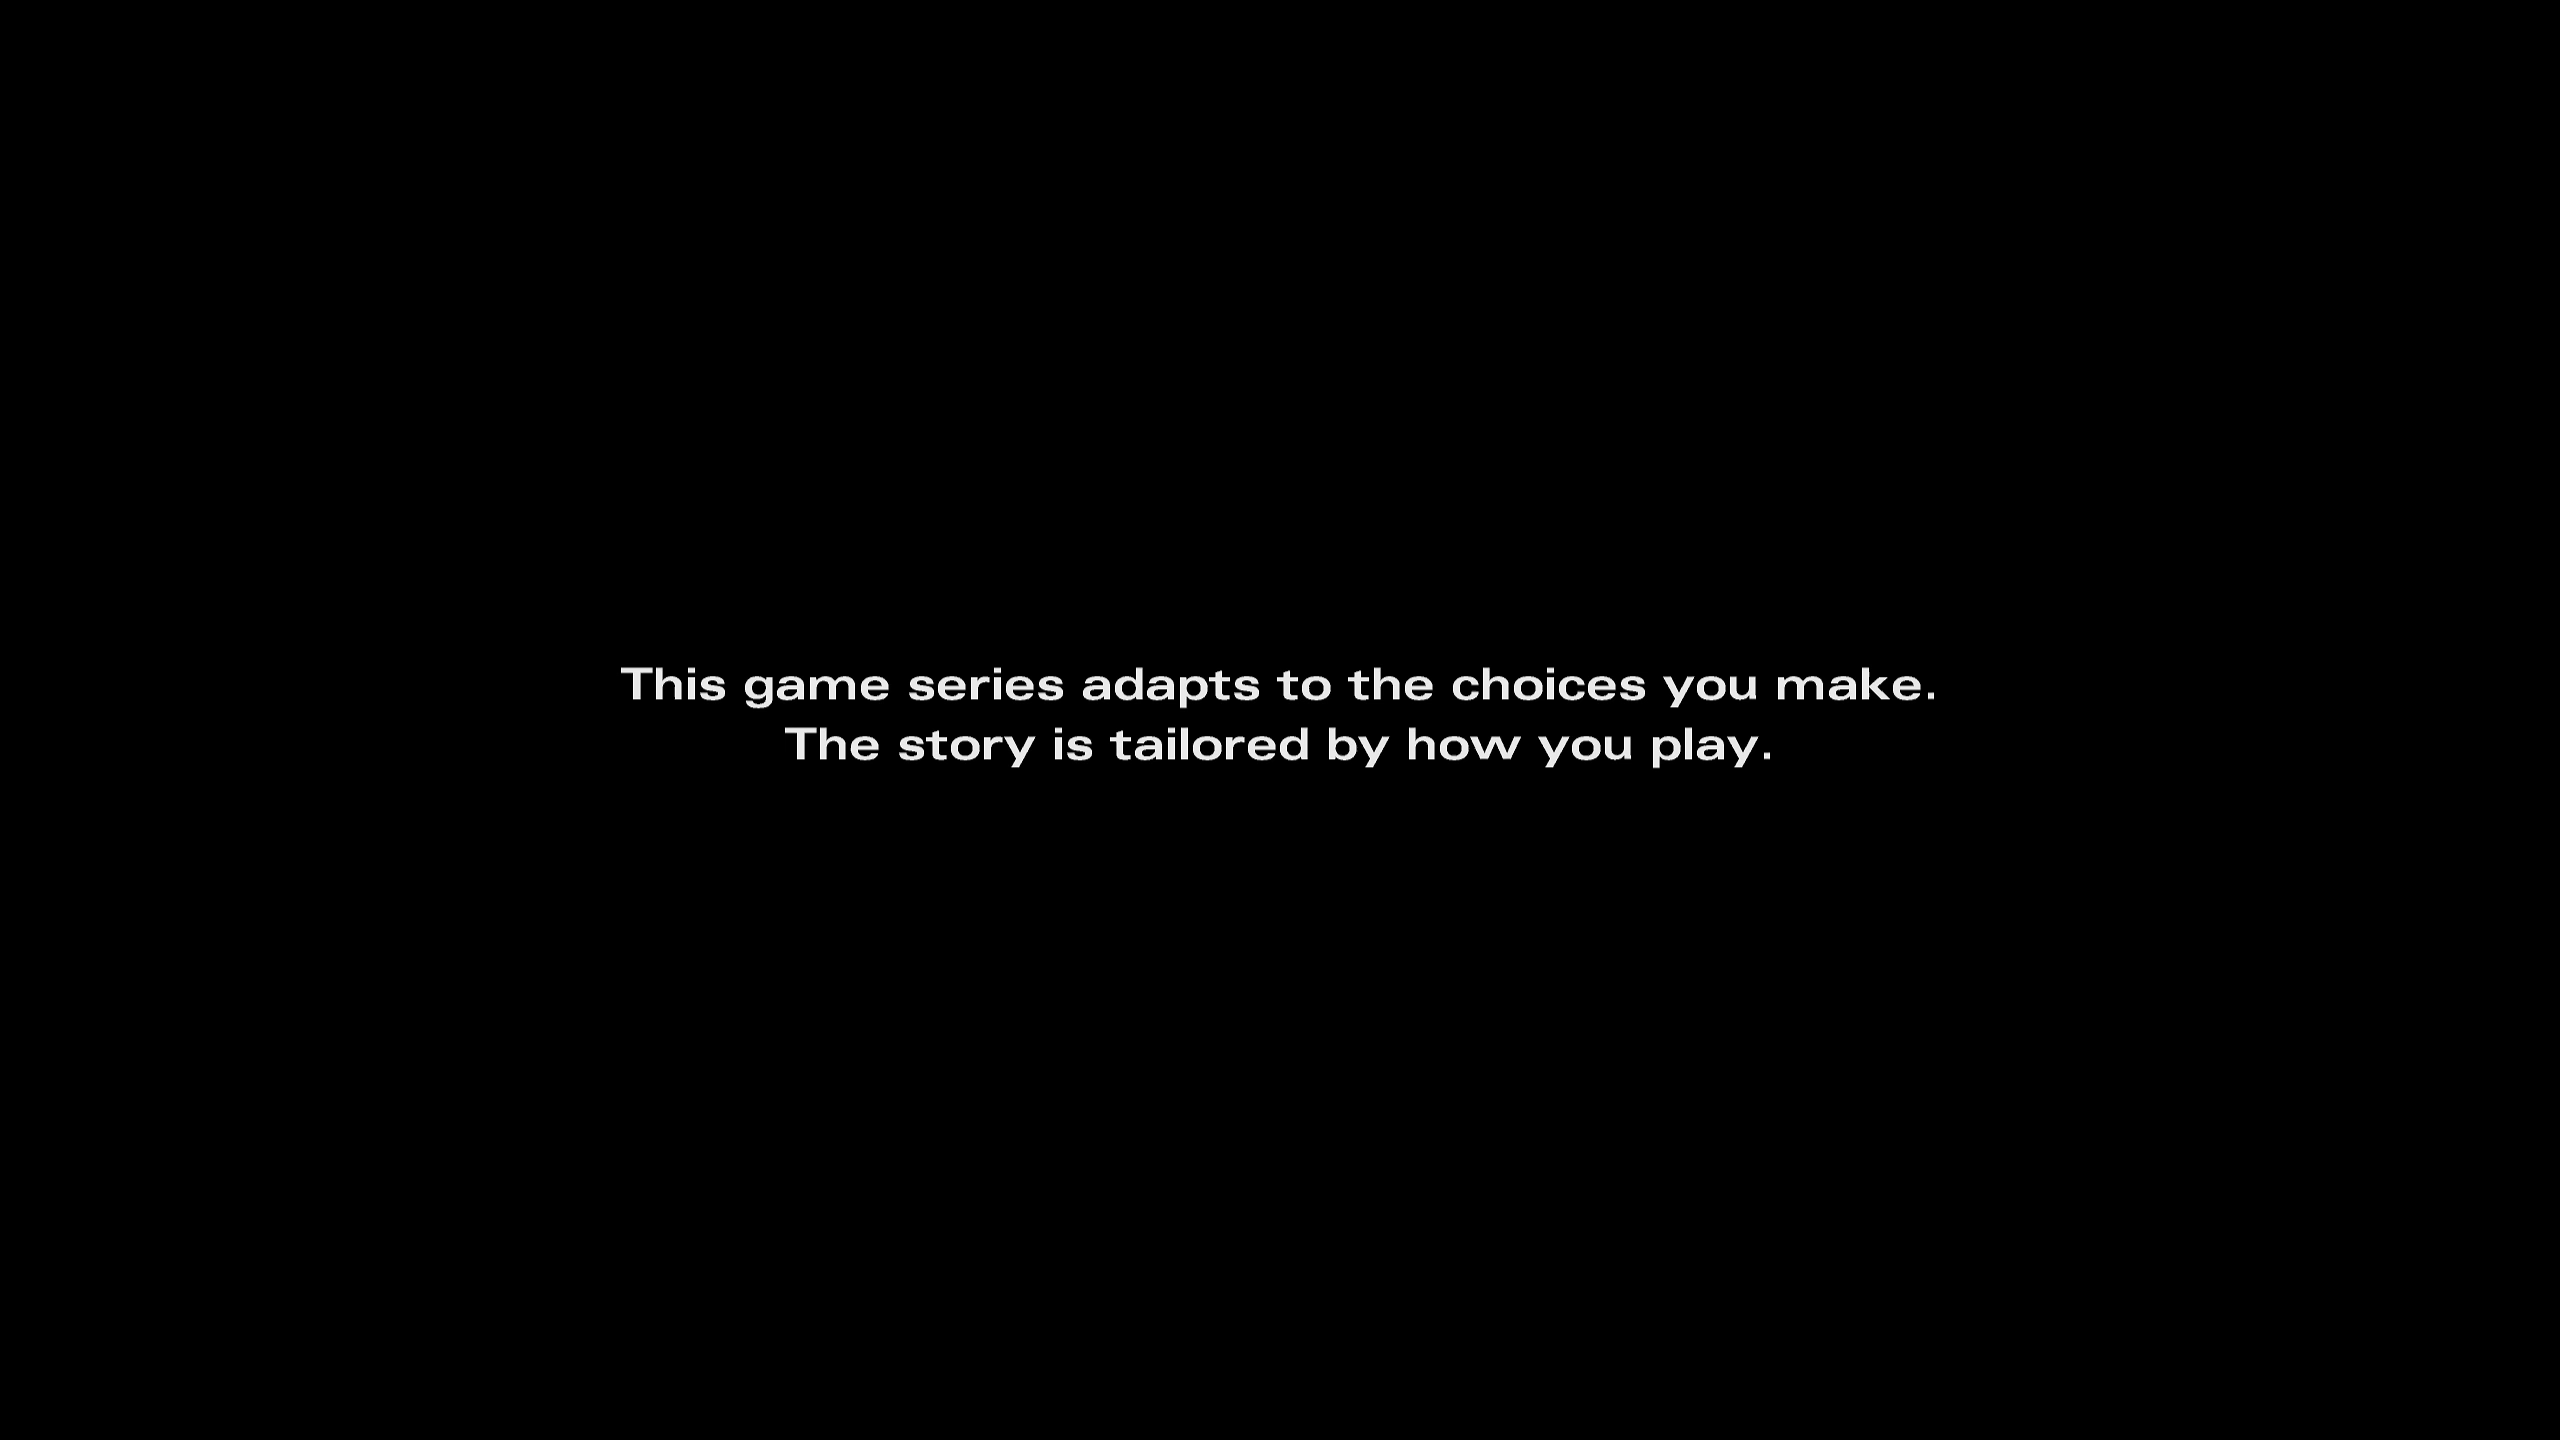 This game series adapts to the choices you make.
The story is tailored by how you play.